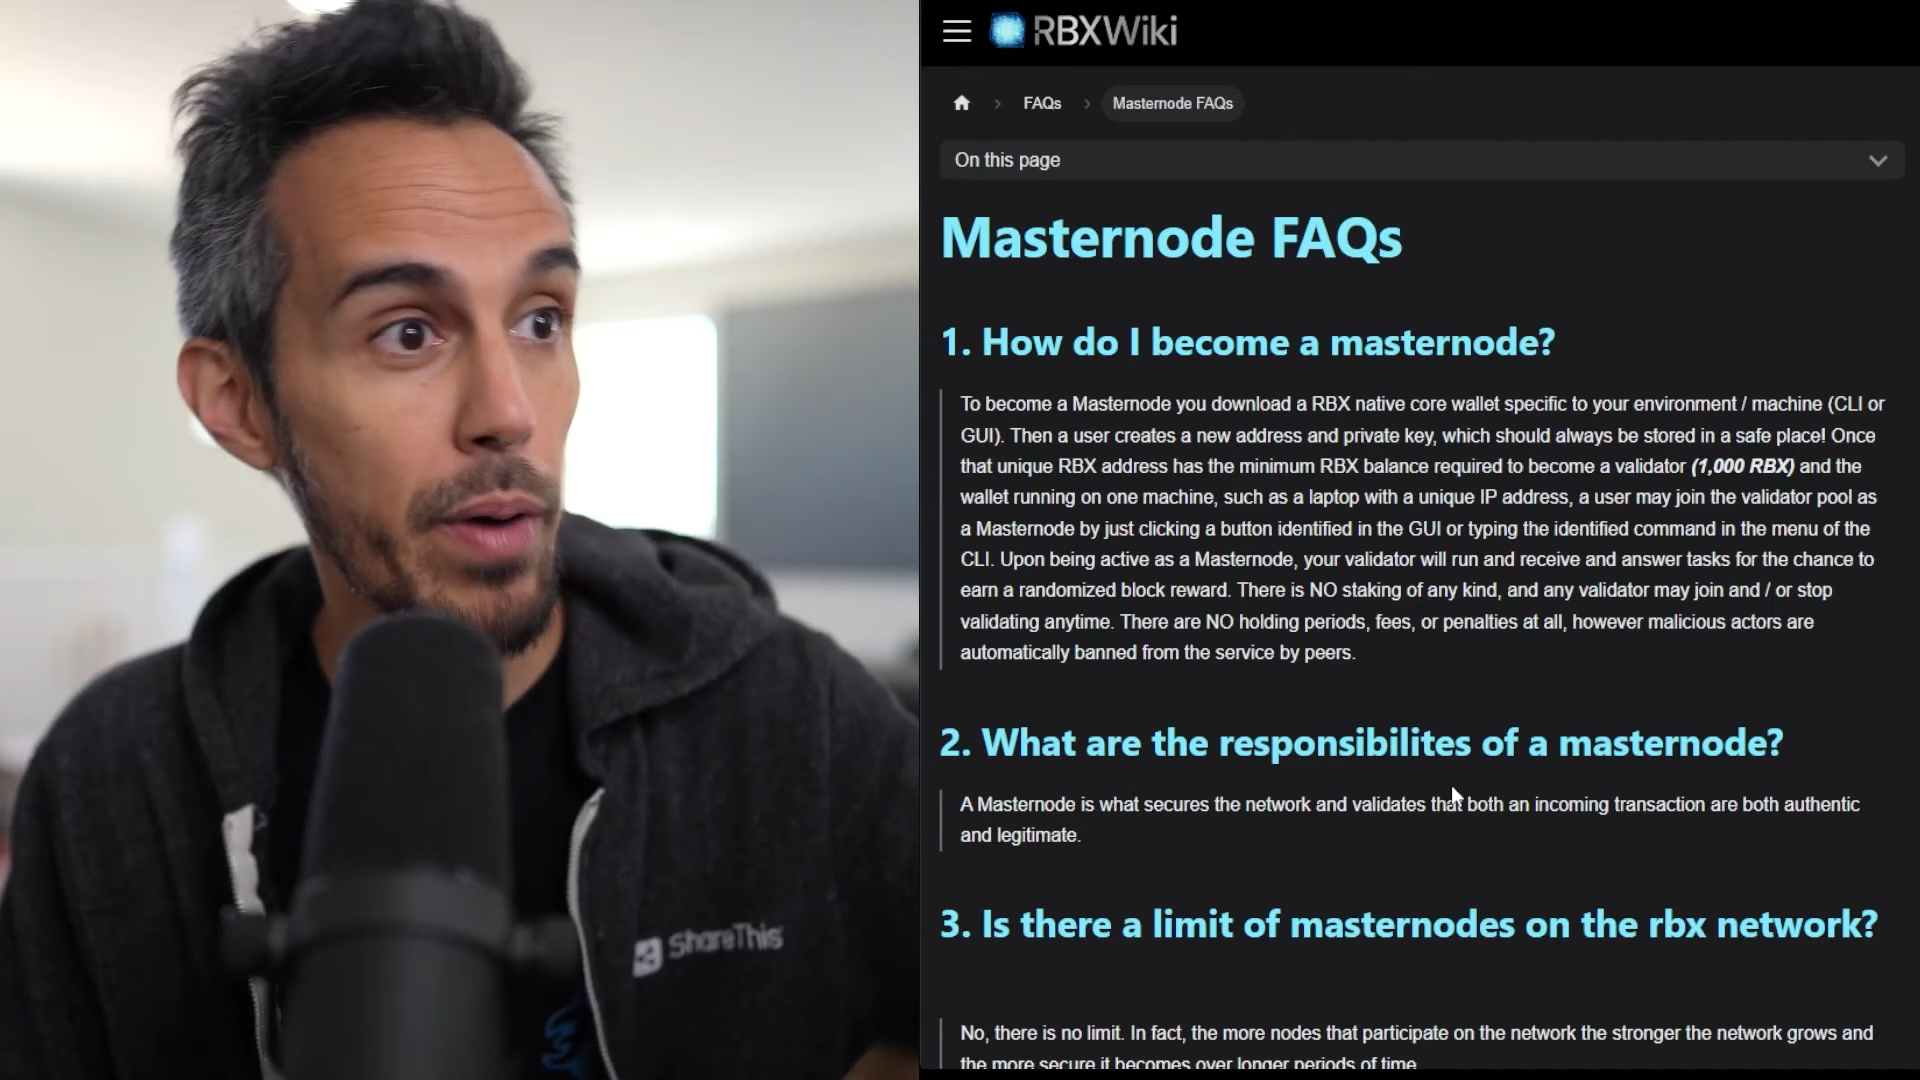 RBXWiki
FAQs
Masternode FAQs
On this page
Masternode FAQs
1. How do I become a masternode?
To become a Masternode you download a RBX native core wallet specific to your environment / machine (CLI or
GUI). Then a user creates a new address and private key, which should always be stored in a safe place! Once
that unique RBX address has the minimum RBX balance required to become a validator (1,000 RBX) and the
wallet running on one machine, such as a laptop with a unique IP address, a user may join the validator pool as
a Masternode by just clicking a button identified in the GUI or typing the identified command in the menu of the
CLI. Upon being active as a Masternode, your validator will run and receive and answer tasks for the chance to
earn a randomized block reward. There is NO staking of any kind, and any validator may join and / or stop
validating anytime. There are NO holding periods, fees, or penalties at all, however malicious actors are
automatically banned from the service by peers.
2. What are the responsibilites of a masternode?
A Masternode is what secures the network and validates that both an incoming transaction are both authentic
and legitimate.
3. Is there a limit of masternodes on the rbx network?
No, there is no limit. In fact, the more nodes that participate on the network the stronger the network grows and
the more secure it becomes over longer periods of time
ShareThis